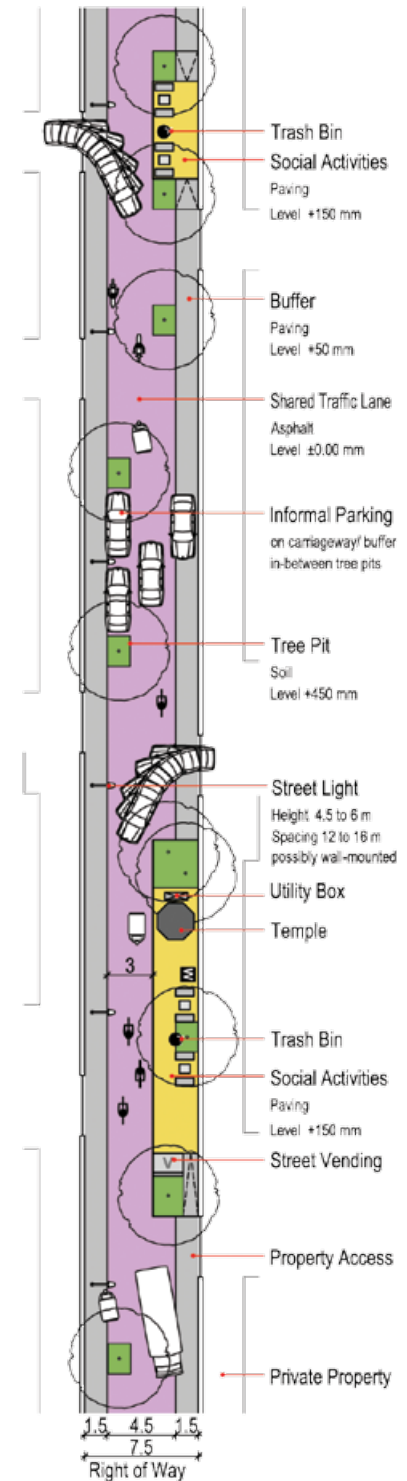 Trash Bin
Social Activities
Paving
Level +150 mm
Buffer
Paving
Level +50 mm
Shared Traffic Lane
Asphalt
Level ±0.00 mm
Informal Parking
on carriageway/ buffer
in-between tree pits
Tree Pit
Soil
Level +450 mm
Street Light
Height 4.5 to 6 m
Spacing 12 to 16 m
possibly wall-mounted
Utility Box
Temple
3
W
Trash Bin
Social Activities
Paving
Level +150 mm
Street Vending
V
Property Access
Private Property
1.5 4.5 1.5
7.5
Right of Way